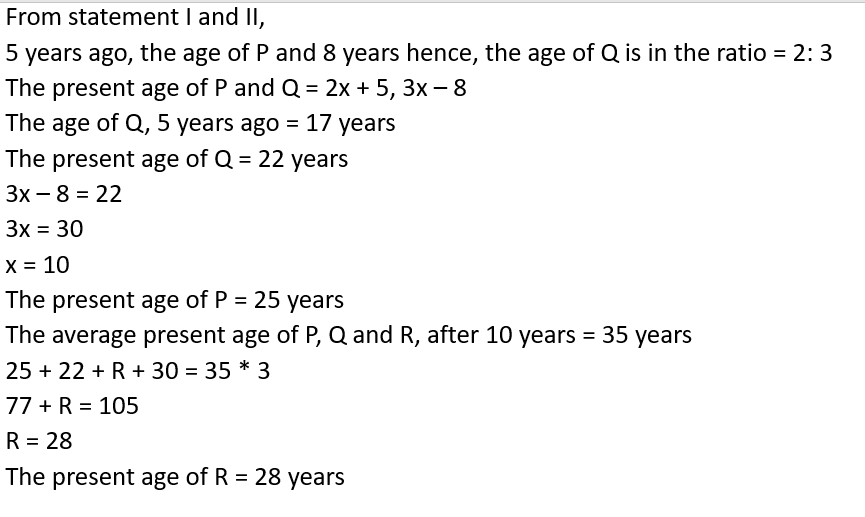 From statement I and II,
5 years ago, the age of P and 8 years hence, the age of Q is in the ratio = 2: 3
The present age of P and Q = 2x + 5, 3x – 8
The age of Q, 5 years ago = 17 years
The present age of Q = 22 years
3x – 8 = 22
3x = 30
x = 10
The present age of P = 25 years
The average present age of P, Q and R, after 10 years = 35 years
25 + 22 + R + 30 = 35 * 3
77 + R = 105
R = 28
The present age of R = 28 years